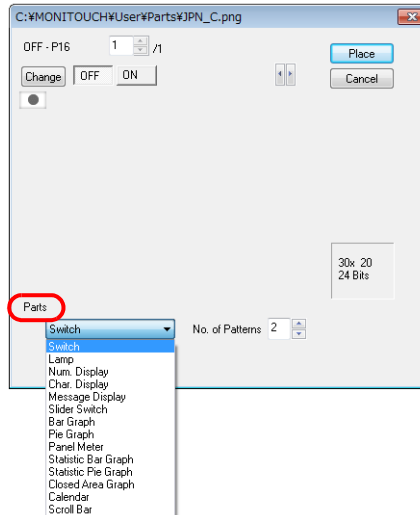 C:¥MONITOUCH¥User¥Parts¥JPN_C.png
OFF - P16 1 /1
Place
Change OFF ON
Cancel
30x 20
24 Bits
Parts
Switch No. of Patterns 2
Switch
Lamp
Num. Display
Char. Display
Message Display
Slider Switch
Bar Graph
Pie Graph
Panel Meter
Statistic Bar Graph
Statistic Pie Graph
Closed Area Graph
Calendar
Scroll Bar